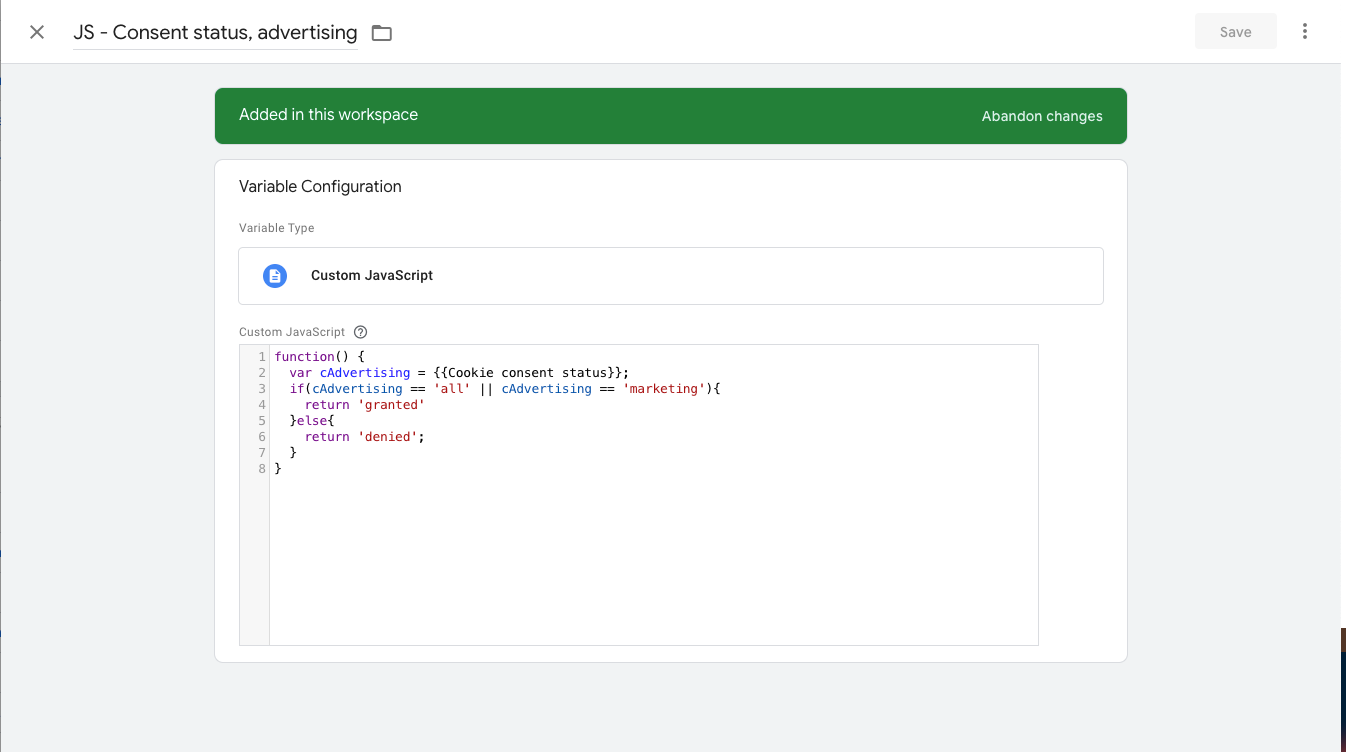 JS - Consent status, advertising
Save
Added in this workspace
Abandon changes
Variable Configuration
Variable Type
Custom JavaScript
Custom JavaScript
1 function() {
2   var cAdvertising = {{Cookie consent status}};
3   if(cAdvertising == 'all' || cAdvertising == 'marketing'){
4     return 'granted'
5   }else{
6     return 'denied';
7   }
8 }